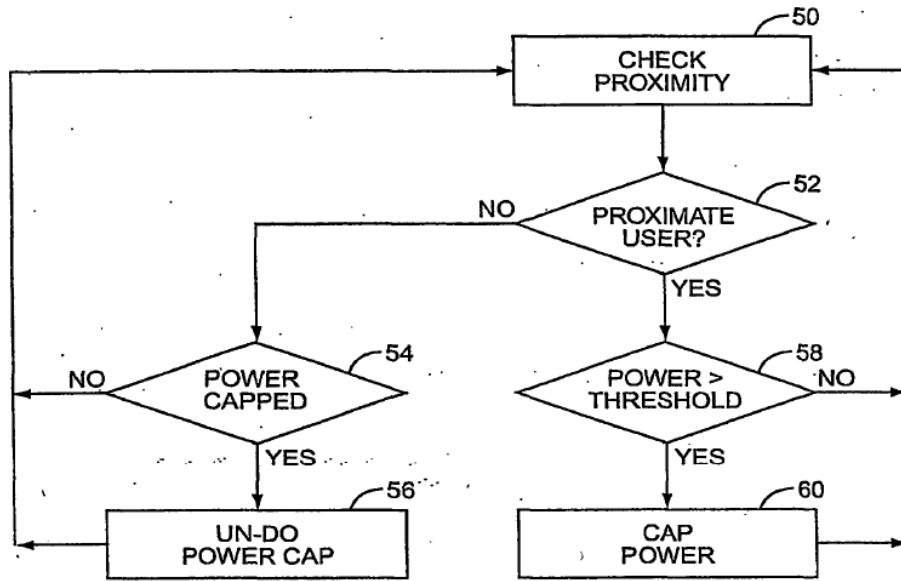 50
CHECK
PROXIMITY
52
NO
PROXIMATE
USER?
YES
54
NO
POWER
CAPPED
YES
58
POWER >
THRESHOLD
NO
YES
56
UN-DO
POWER CAP
60
CAP
POWER